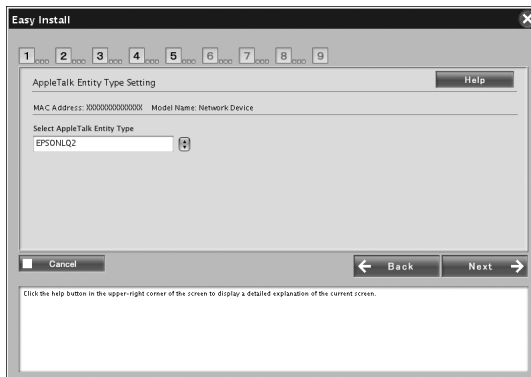 Easy Install
1 2 3 4 5 6 7 8 9
AppleTalk Entity Type Setting
Help
MAC Address: XXXXXXXXXXXXXX Model Name: Network Device
Select AppleTalk Entity Type
EPSONLQ2
Cancel
Back
Next
Click the help button in the upper-right corner of the screen to display a detailed explanation of the current screen.